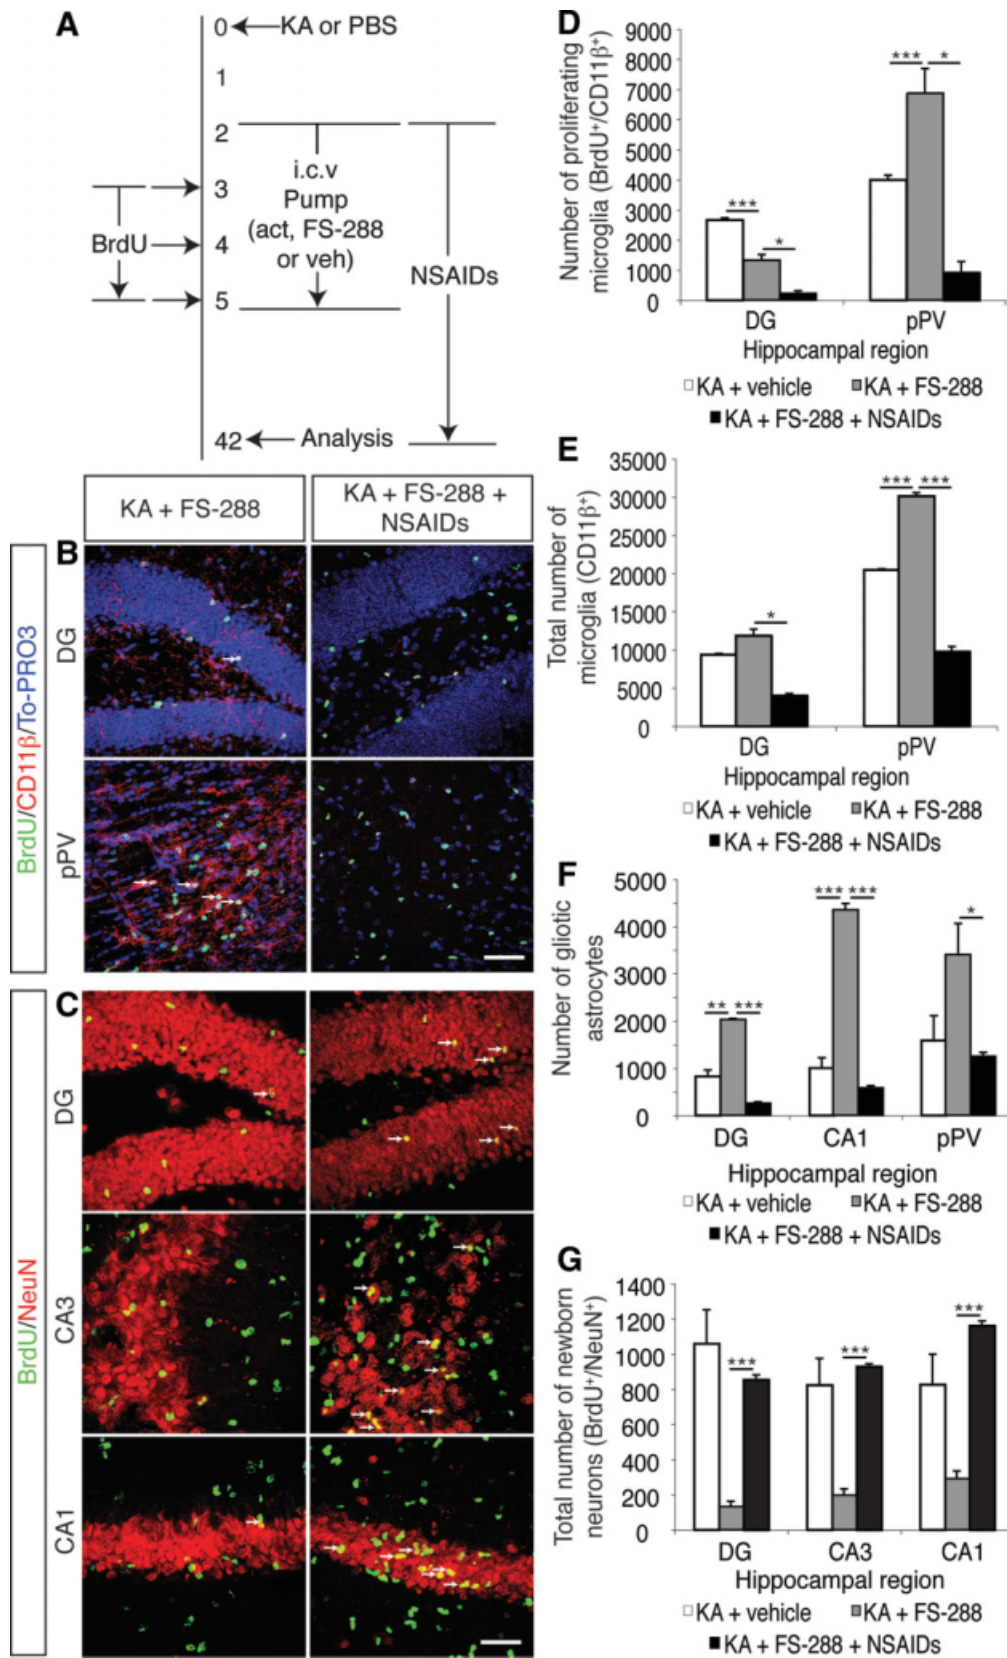 A
0
KA or PBS
1
2
i.c.v
Pump
(act, FS-288
or veh)
3
BrdU
4
NSAIDs
5
42
Analysis
KA + FS-288
KA + FS-288 +
NSAIDs
B
BrdU/CD11β/To-PRO3
DG
pPV
C
BrdU/NeuN
DG
CA3
CA1
D
Number of proliferating
microglia (BrdU⁺/CD11β⁺)
9000
8000
7000
6000
5000
4000
3000
2000
1000
0
***
*
***
*
DG
pPV
Hippocampal region
KA + vehicle
KA + FS-288
KA + FS-288 + NSAIDs
E
Total number of
microglia (CD11β⁺)
35000
30000
25000
20000
15000
10000
5000
0
*
***
***
DG
pPV
Hippocampal region
KA + vehicle
KA + FS-288
KA + FS-288 + NSAIDs
F
Number of gliotic
astrocytes
5000
4000
3000
2000
1000
0
**
***
***
***
*
DG
CA1
pPV
Hippocampal region
KA + vehicle
KA + FS-288
KA + FS-288 + NSAIDs
G
Total number of newborn
neurons (BrdU⁺/NeuN⁺)
1400
1200
1000
800
600
400
200
0
***
***
***
DG
CA3
CA1
Hippocampal region
KA + vehicle
KA + FS-288
KA + FS-288 + NSAIDs